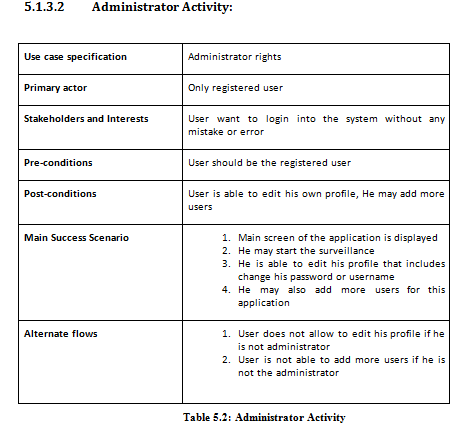 5.1.3.2 Administrator Activity:
Use case specification Administrator rights
Primary actor Only registered user
Stakeholders and Interests User want to login into the system without any
mistake or error
Pre-conditions User should be the registered user
Post-conditions User is able to edit his own profile, He may add more
users
Main Success Scenario 1. Main screen of the application is displayed
2. He may start the surveillance
3. He is able to edit his profile that includes
change his password or username
4. He may also add more users for this
application
Alternate flows 1. User does not allow to edit his profile if he
is not administrator
2. User is not able to add more users if he is
not the administrator
Table 5.2: Administrator Activity